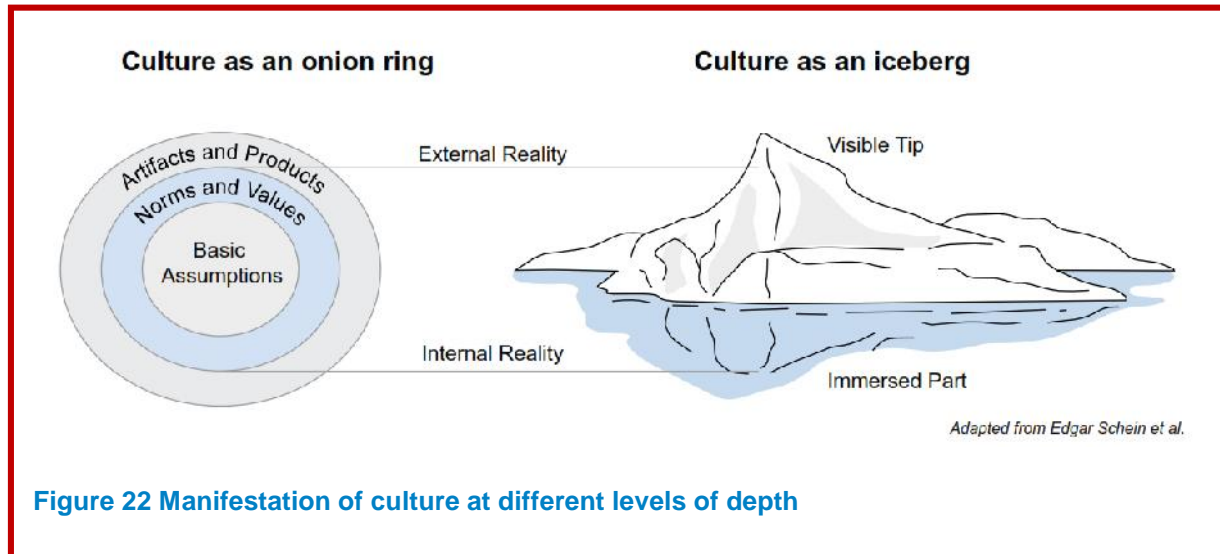 Culture as an onion ring
Culture as an iceberg
Artifacts and Products
Norms and Values
Basic
Assumptions
External Reality
Internal Reality
Visible Tip
Immersed Part
Adapted from Edgar Schein et al.
Figure 22 Manifestation of culture at different levels of depth